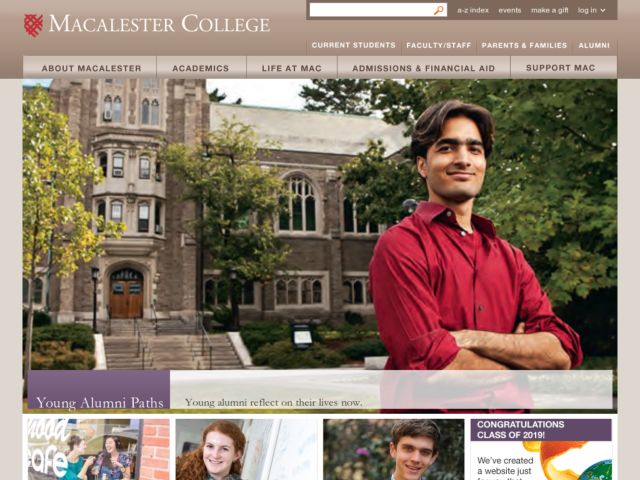 MACALESTER COLLEGE
a-z index events make a gift log in
CURRENT STUDENTS FACULTY/STAFF PARENTS & FAMILIES ALUMNI
ABOUT MACALESTER ACADEMICS LIFE AT MAC ADMISSIONS & FINANCIAL AID SUPPORT MAC
Young Alumni Paths Young alumni reflect on their lives now.
CONGRATULATIONS
CLASS OF 2019!
We've created
a website just